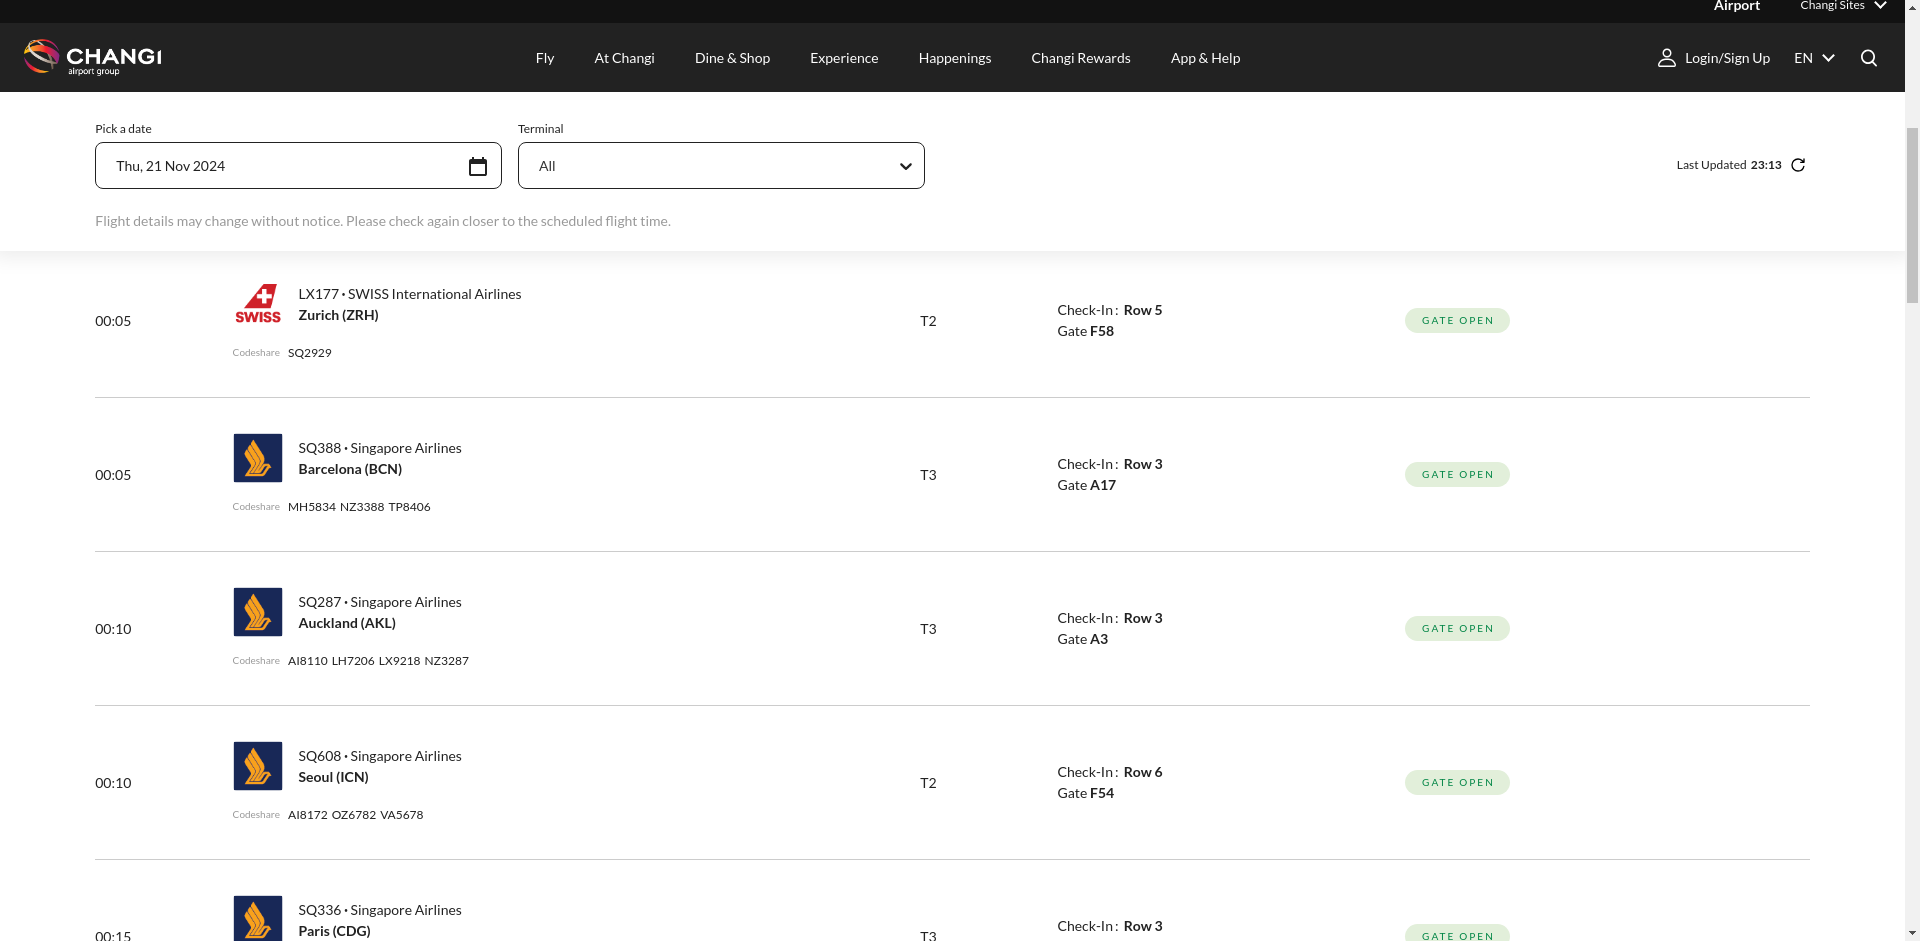 Airport
Changi Sites
CHANGI
airport group
Fly
At Changi
Dine & Shop
Experience
Happenings
Changi Rewards
App & Help
Login/Sign Up
EN
Pick a date
Thu, 21 Nov 2024
Terminal
All
Last Updated 23:13
Flight details may change without notice. Please check again closer to the scheduled flight time.
00:05
SWISS
LX177 · SWISS International Airlines
Zurich (ZRH)
Codeshare SQ2929
T2
Check-In : Row 5
Gate F58
GATE OPEN
00:05
SQ388 · Singapore Airlines
Barcelona (BCN)
Codeshare MH5834 NZ3388 TP8406
T3
Check-In : Row 3
Gate A17
GATE OPEN
00:10
SQ287 · Singapore Airlines
Auckland (AKL)
Codeshare AI8110 LH7206 LX9218 NZ3287
T3
Check-In : Row 3
Gate A3
GATE OPEN
00:10
SQ608 · Singapore Airlines
Seoul (ICN)
Codeshare AI8172 OZ6782 VA5678
T2
Check-In : Row 6
Gate F54
GATE OPEN
00:15
SQ336 · Singapore Airlines
Paris (CDG)
T3
Check-In : Row 3
GATE OPEN